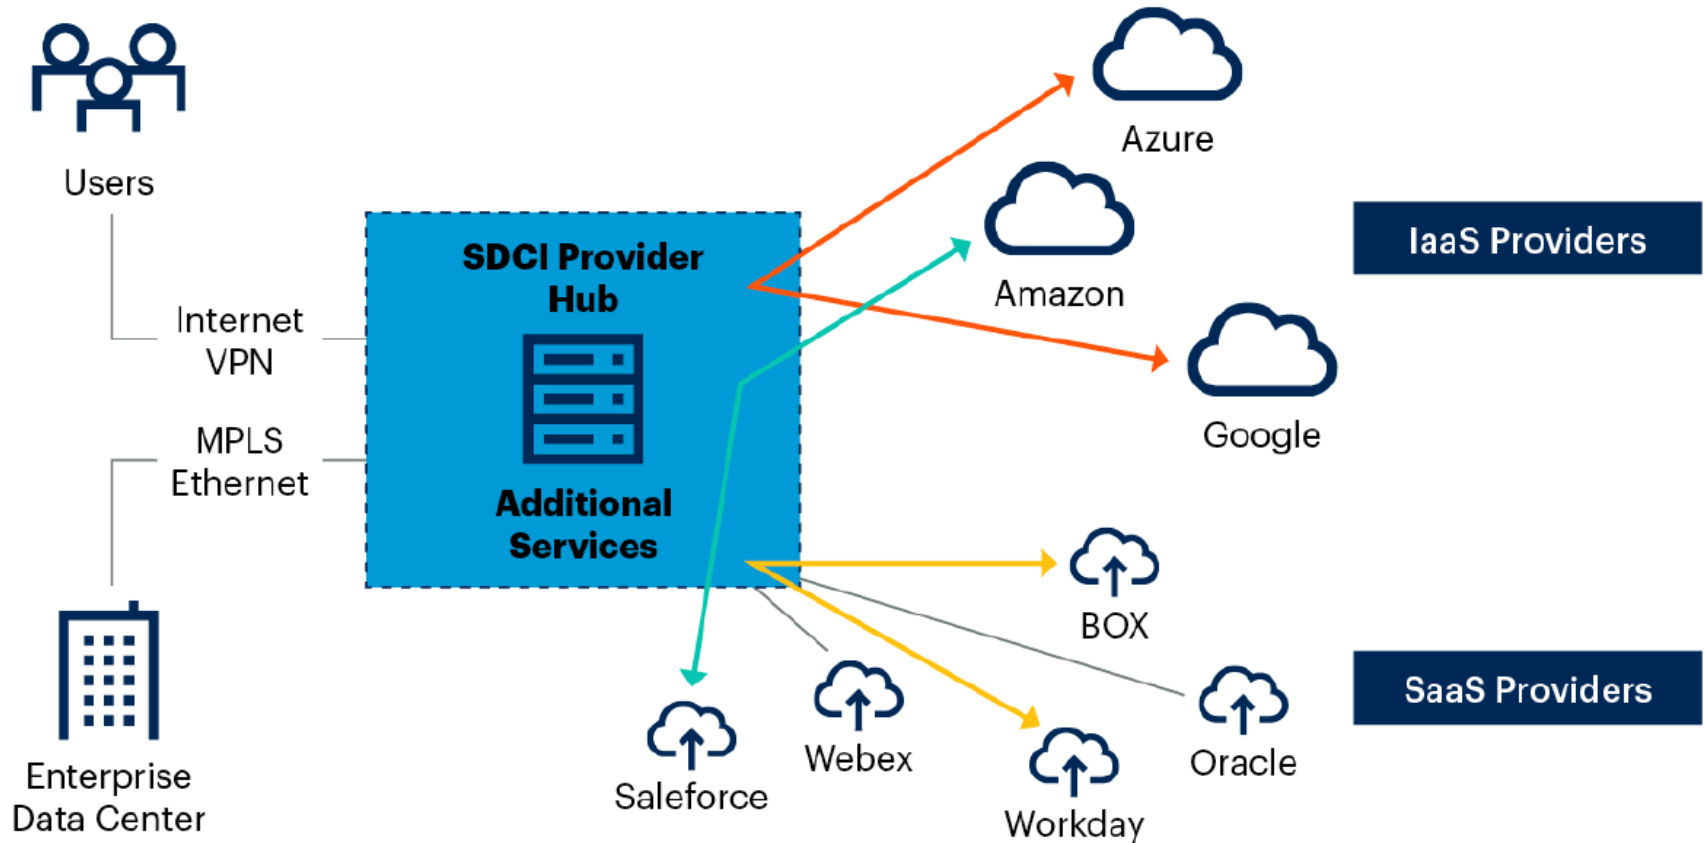 Users
Internet
VPN
MPLS
Ethernet
Enterprise
Data Center
SDCI Provider
Hub
Additional
Services
Azure
Amazon
Google
IaaS Providers
BOX
Webex
Saleforce
Workday
Oracle
SaaS Providers